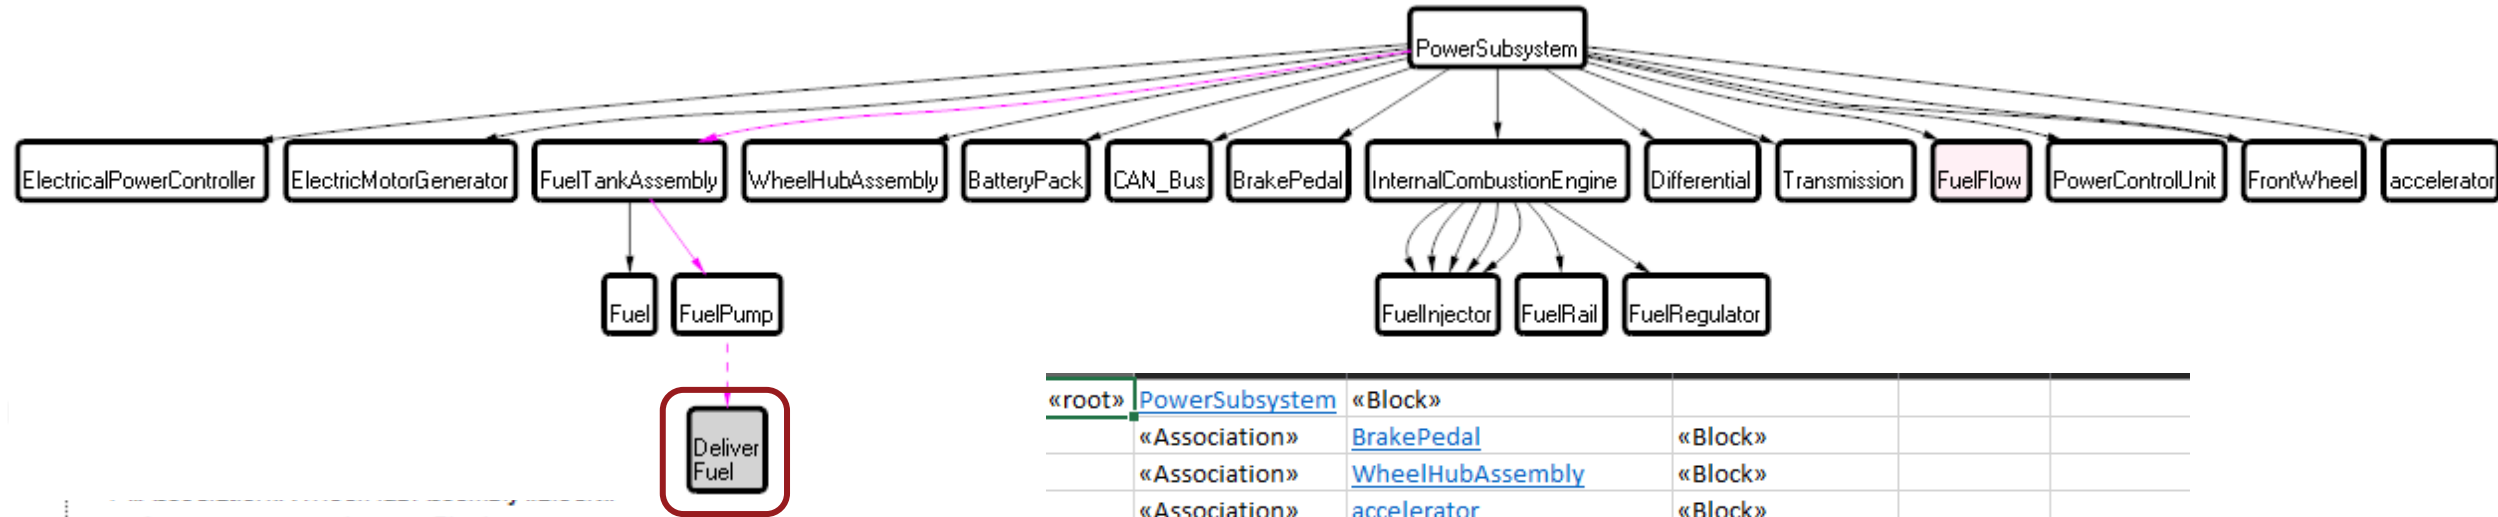 PowerSubsystem
ElectricalPowerController
ElectricMotorGenerator
FuelTankAssembly
WheelHubAssembly
BatteryPack
CAN_Bus
BrakePedal
InternalCombustionEngine
Differential
Transmission
FuelFlow
PowerControlUnit
FrontWheel
accelerator
Fuel
FuelPump
FuelInjector
FuelRail
FuelRegulator
Deliver
Fuel
«root» PowerSubsystem «Block»
«Association» BrakePedal «Block»
«Association» WheelHubAssembly «Block»
«Association» accelerator «Block»